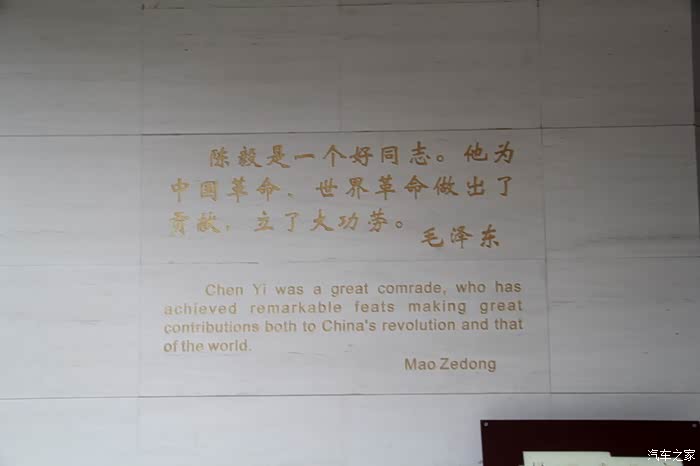 陈毅是一个好同志。他为
中国革命、世界革命做出了
贡献，立了大功劳。
毛泽东
Chen Yi was a great comrade, who has
achieved remarkable feats making great
contributions both to China's revolution and that
of the world.
Mao Zedong
汽车之家